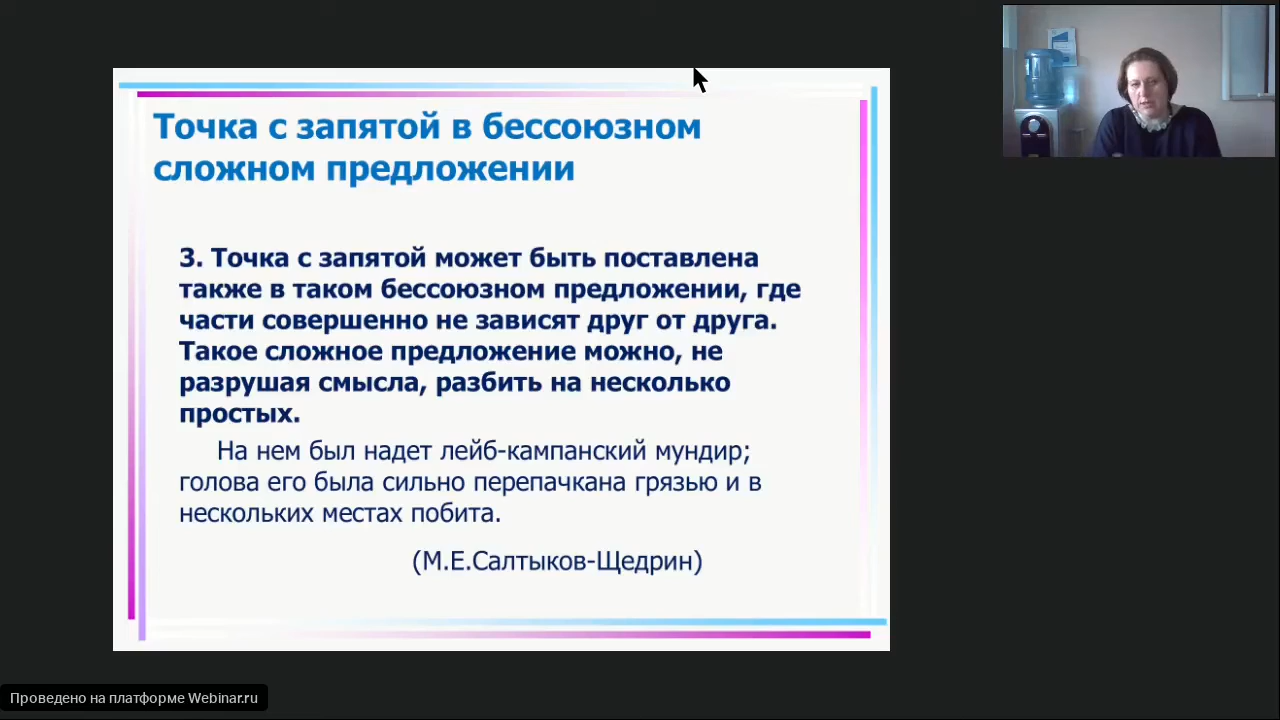 Точка с запятой в бессоюзном
сложном предложении
3. Точка с запятой может быть поставлена
также в таком бессоюзном предложении, где
части совершенно не зависят друг от друга.
Такое сложное предложение можно, не
разрушая смысла, разбить на несколько
простых.
На нем был надет лейб-кампанский мундир;
голова его была сильно перепачкана грязью и в
нескольких местах побита.
(М.Е.Салтыков-Щедрин)
Проведено на платформе Webinar.ru